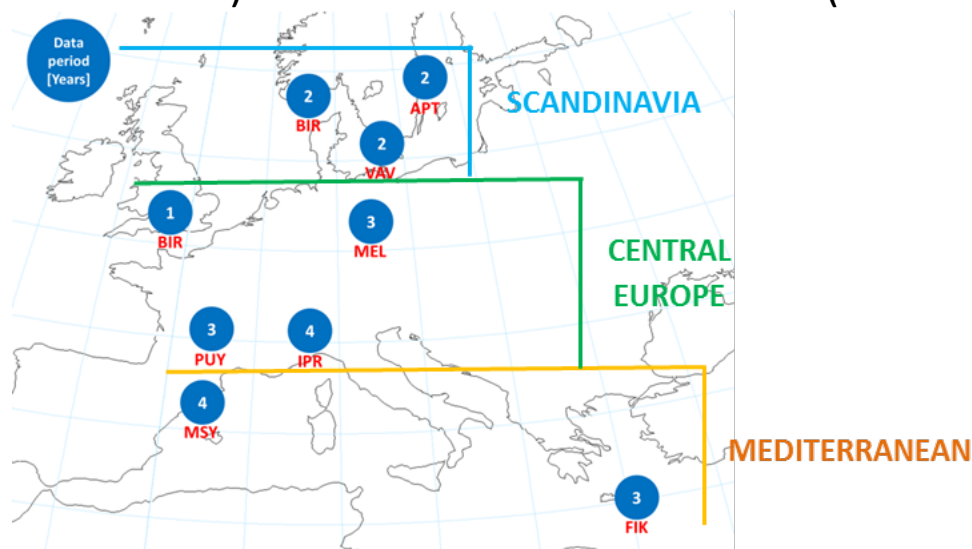 Data
period
[Years]
2
BIR
2
APT
SCANDINAVIA
2
VAV
1
BIR
3
MEL
CENTRAL
EUROPE
3
PUY
4
IPR
4
MSY
MEDITERRANEAN
3
FIK